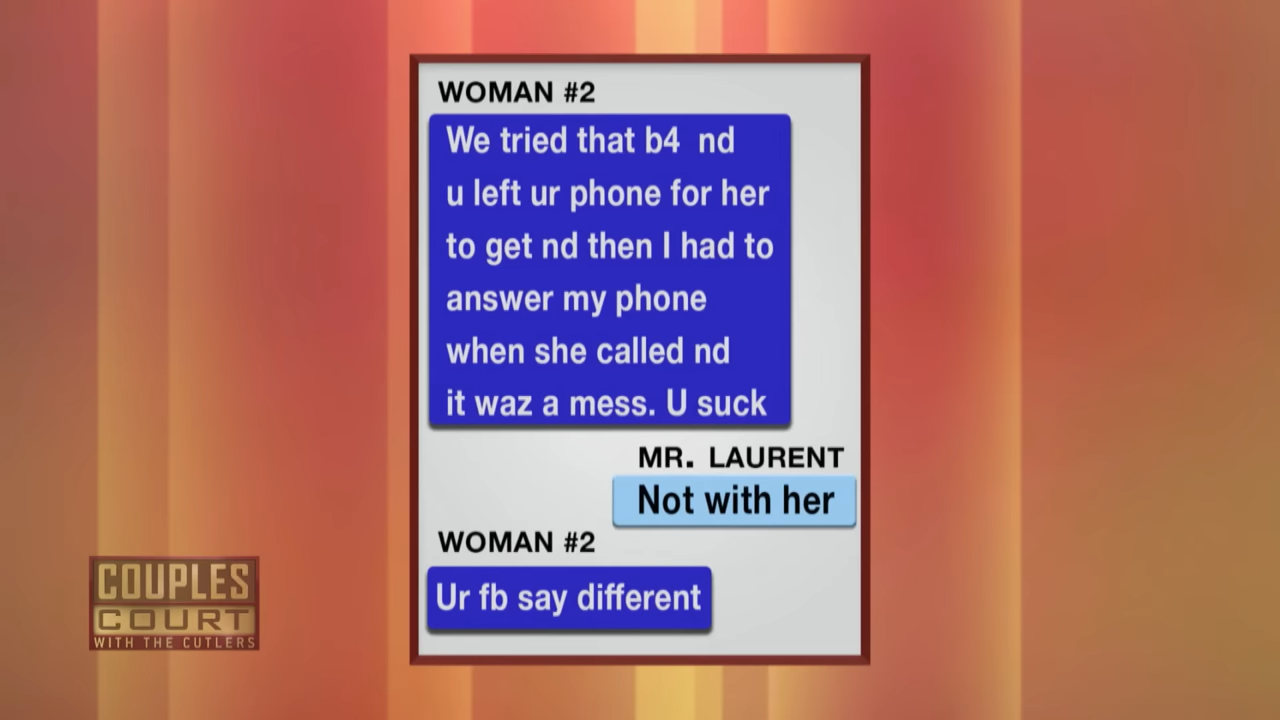 WOMAN #2
We tried that b4 nd
u left ur phone for her
to get nd then I had to
answer my phone
when she called nd
it waz a mess. U suck
MR. LAURENT
Not with her
WOMAN #2
Ur fb say different
COUPLES
COURT
WITH THE CUTLERS